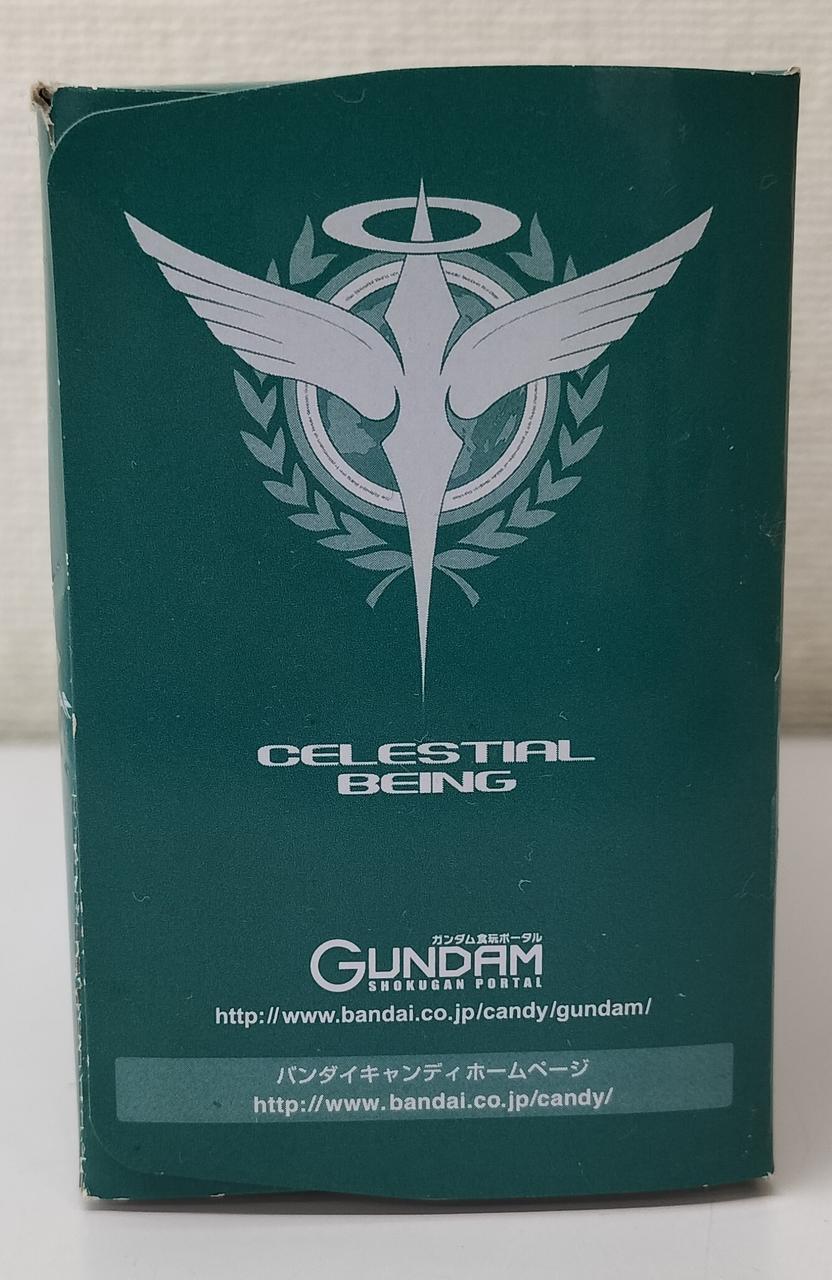 CELESTIAL
BEING
ガンダム食玩ポータル
GUNDAM
SHOKUGAN PORTAL
http://www.bandai.co.jp/candy/gundam/
バンダイキャンディホームページ
http://www.bandai.co.jp/candy/